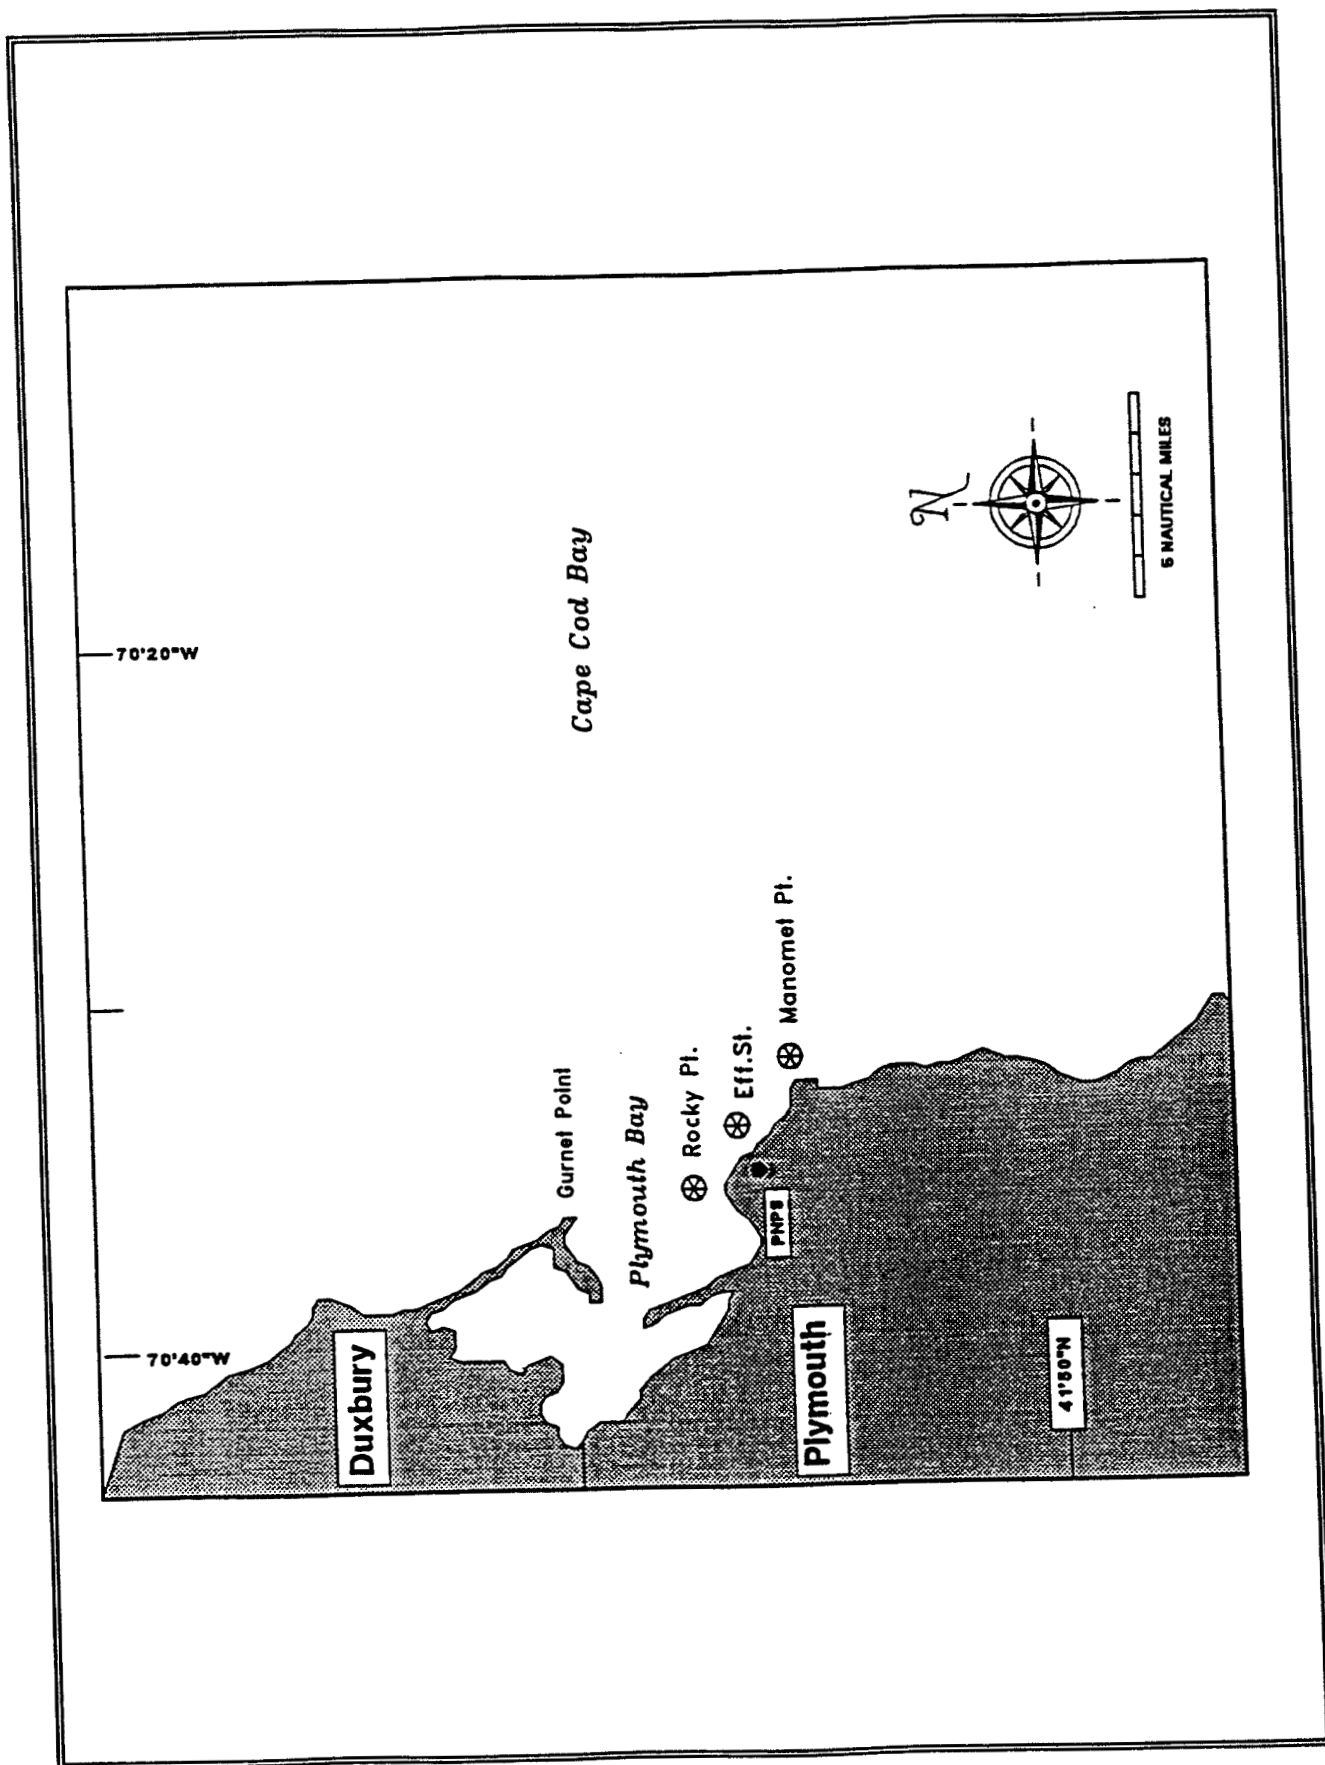 70'20"W
70'40"W
Duxbury
Gurnet Point
Cape Cod Bay
Plymouth Bay
Rocky Pt.
Eff.St.
Manomet Pt.
PNPS
Plymouth
41'50"N
N
5 NAUTICAL MILES